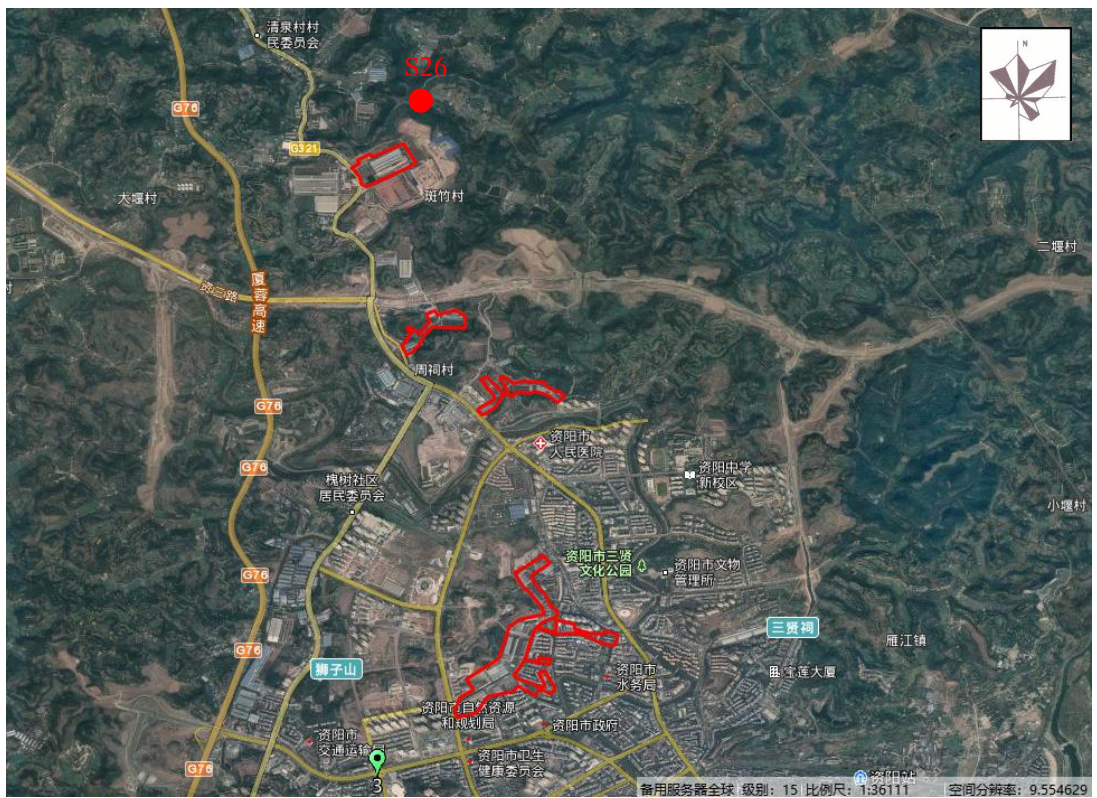 清泉村村
民委员会
S26
N
G76
G321
大堰村
斑竹村
二堰村
村
资三路
厦蓉高速
周祠村
G76
资阳市
人民医院
G76
资阳中学
新校区
槐树社区
居民委员会
小堰村
资阳市三贤
文化公园
资阳市文物
管理所
G76
三贤祠
雁江镇
G76
狮子山
资阳市
水务局
宝莲大厦
资阳市自然资源
和规划局
资阳市政府
资阳市
交通运输局
资阳市卫生
健康委员会
3
G76
资阳站
备用服务器全球 级别：15 比例尺：1:36111 空间分辨率：9.554629